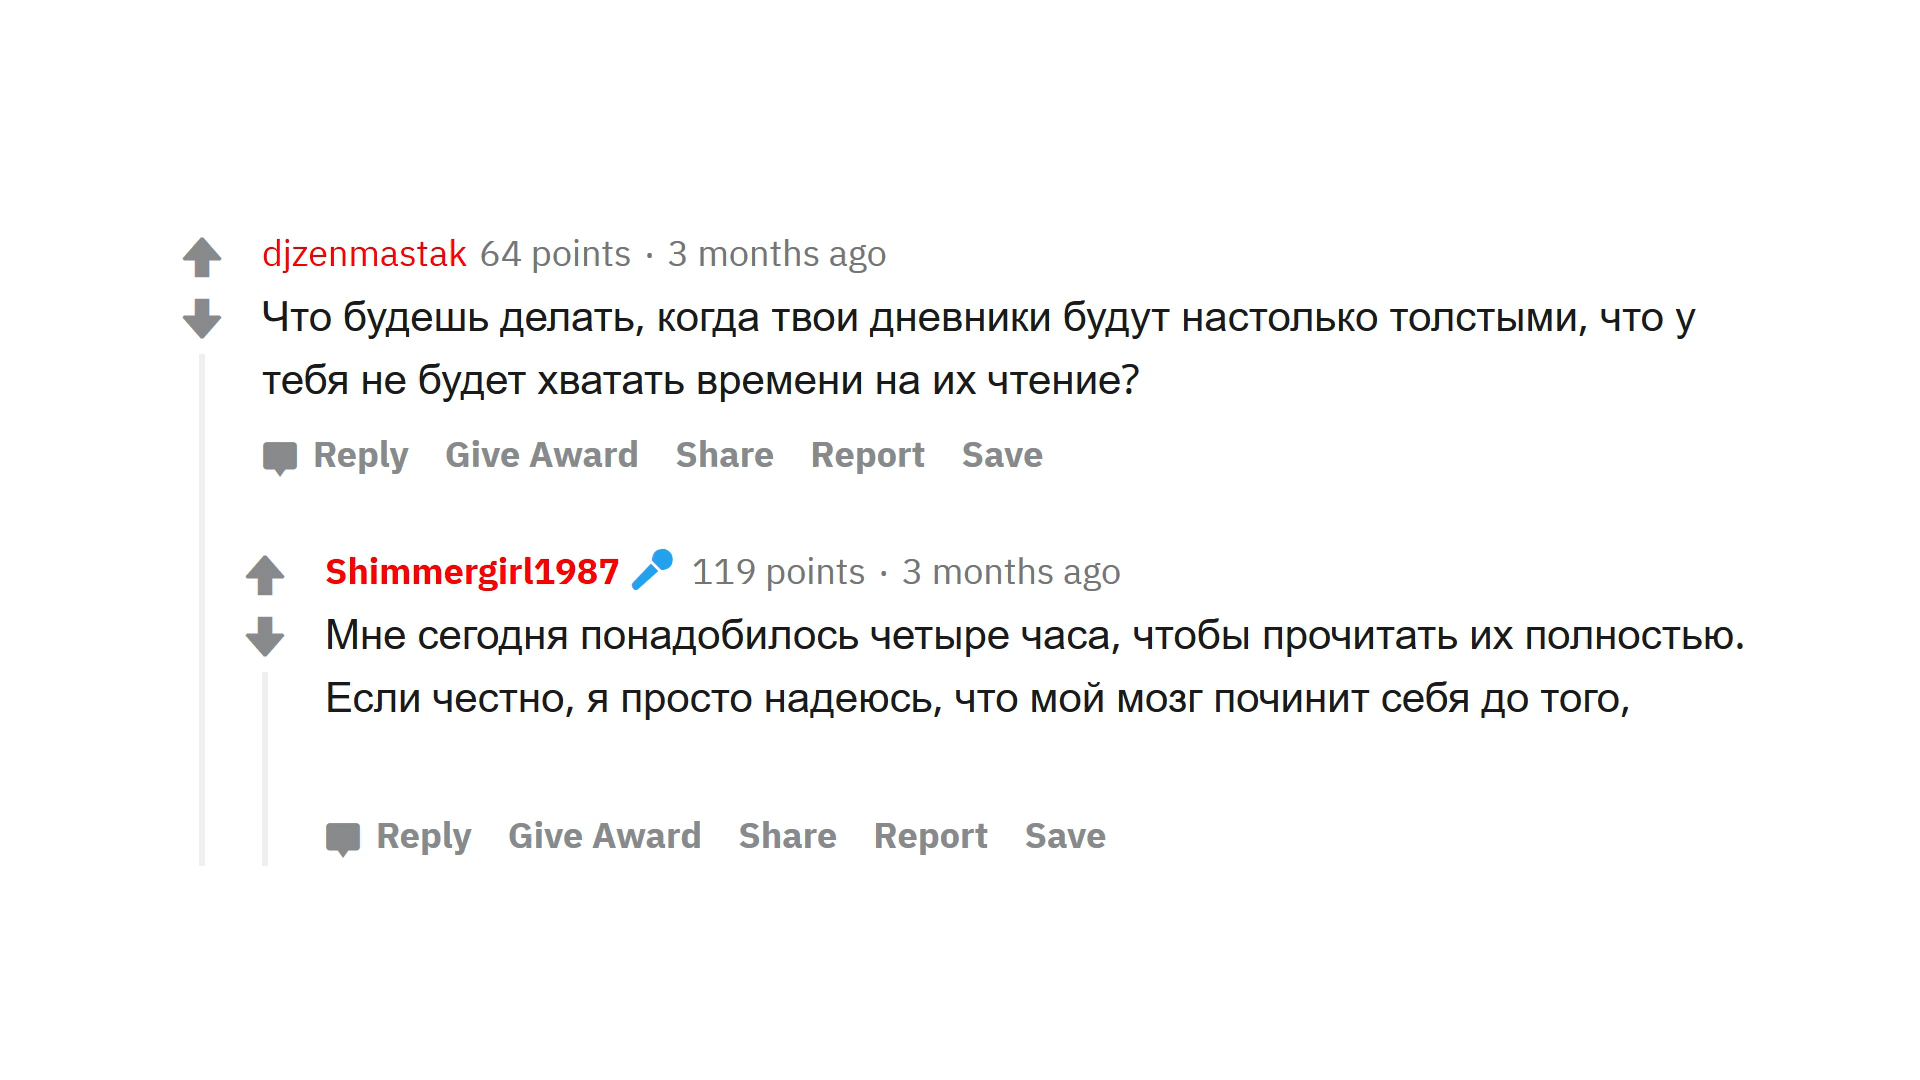 djzenmastak 64 points · 3 months ago
Что будешь делать, когда твои дневники будут настолько толстыми, что у
тебя не будет хватать времени на их чтение?
Reply Give Award Share Report Save
Shimmergirl1987 119 points · 3 months ago
Мне сегодня понадобилось четыре часа, чтобы прочитать их полностью.
Если честно, я просто надеюсь, что мой мозг починит себя до того,
Reply Give Award Share Report Save